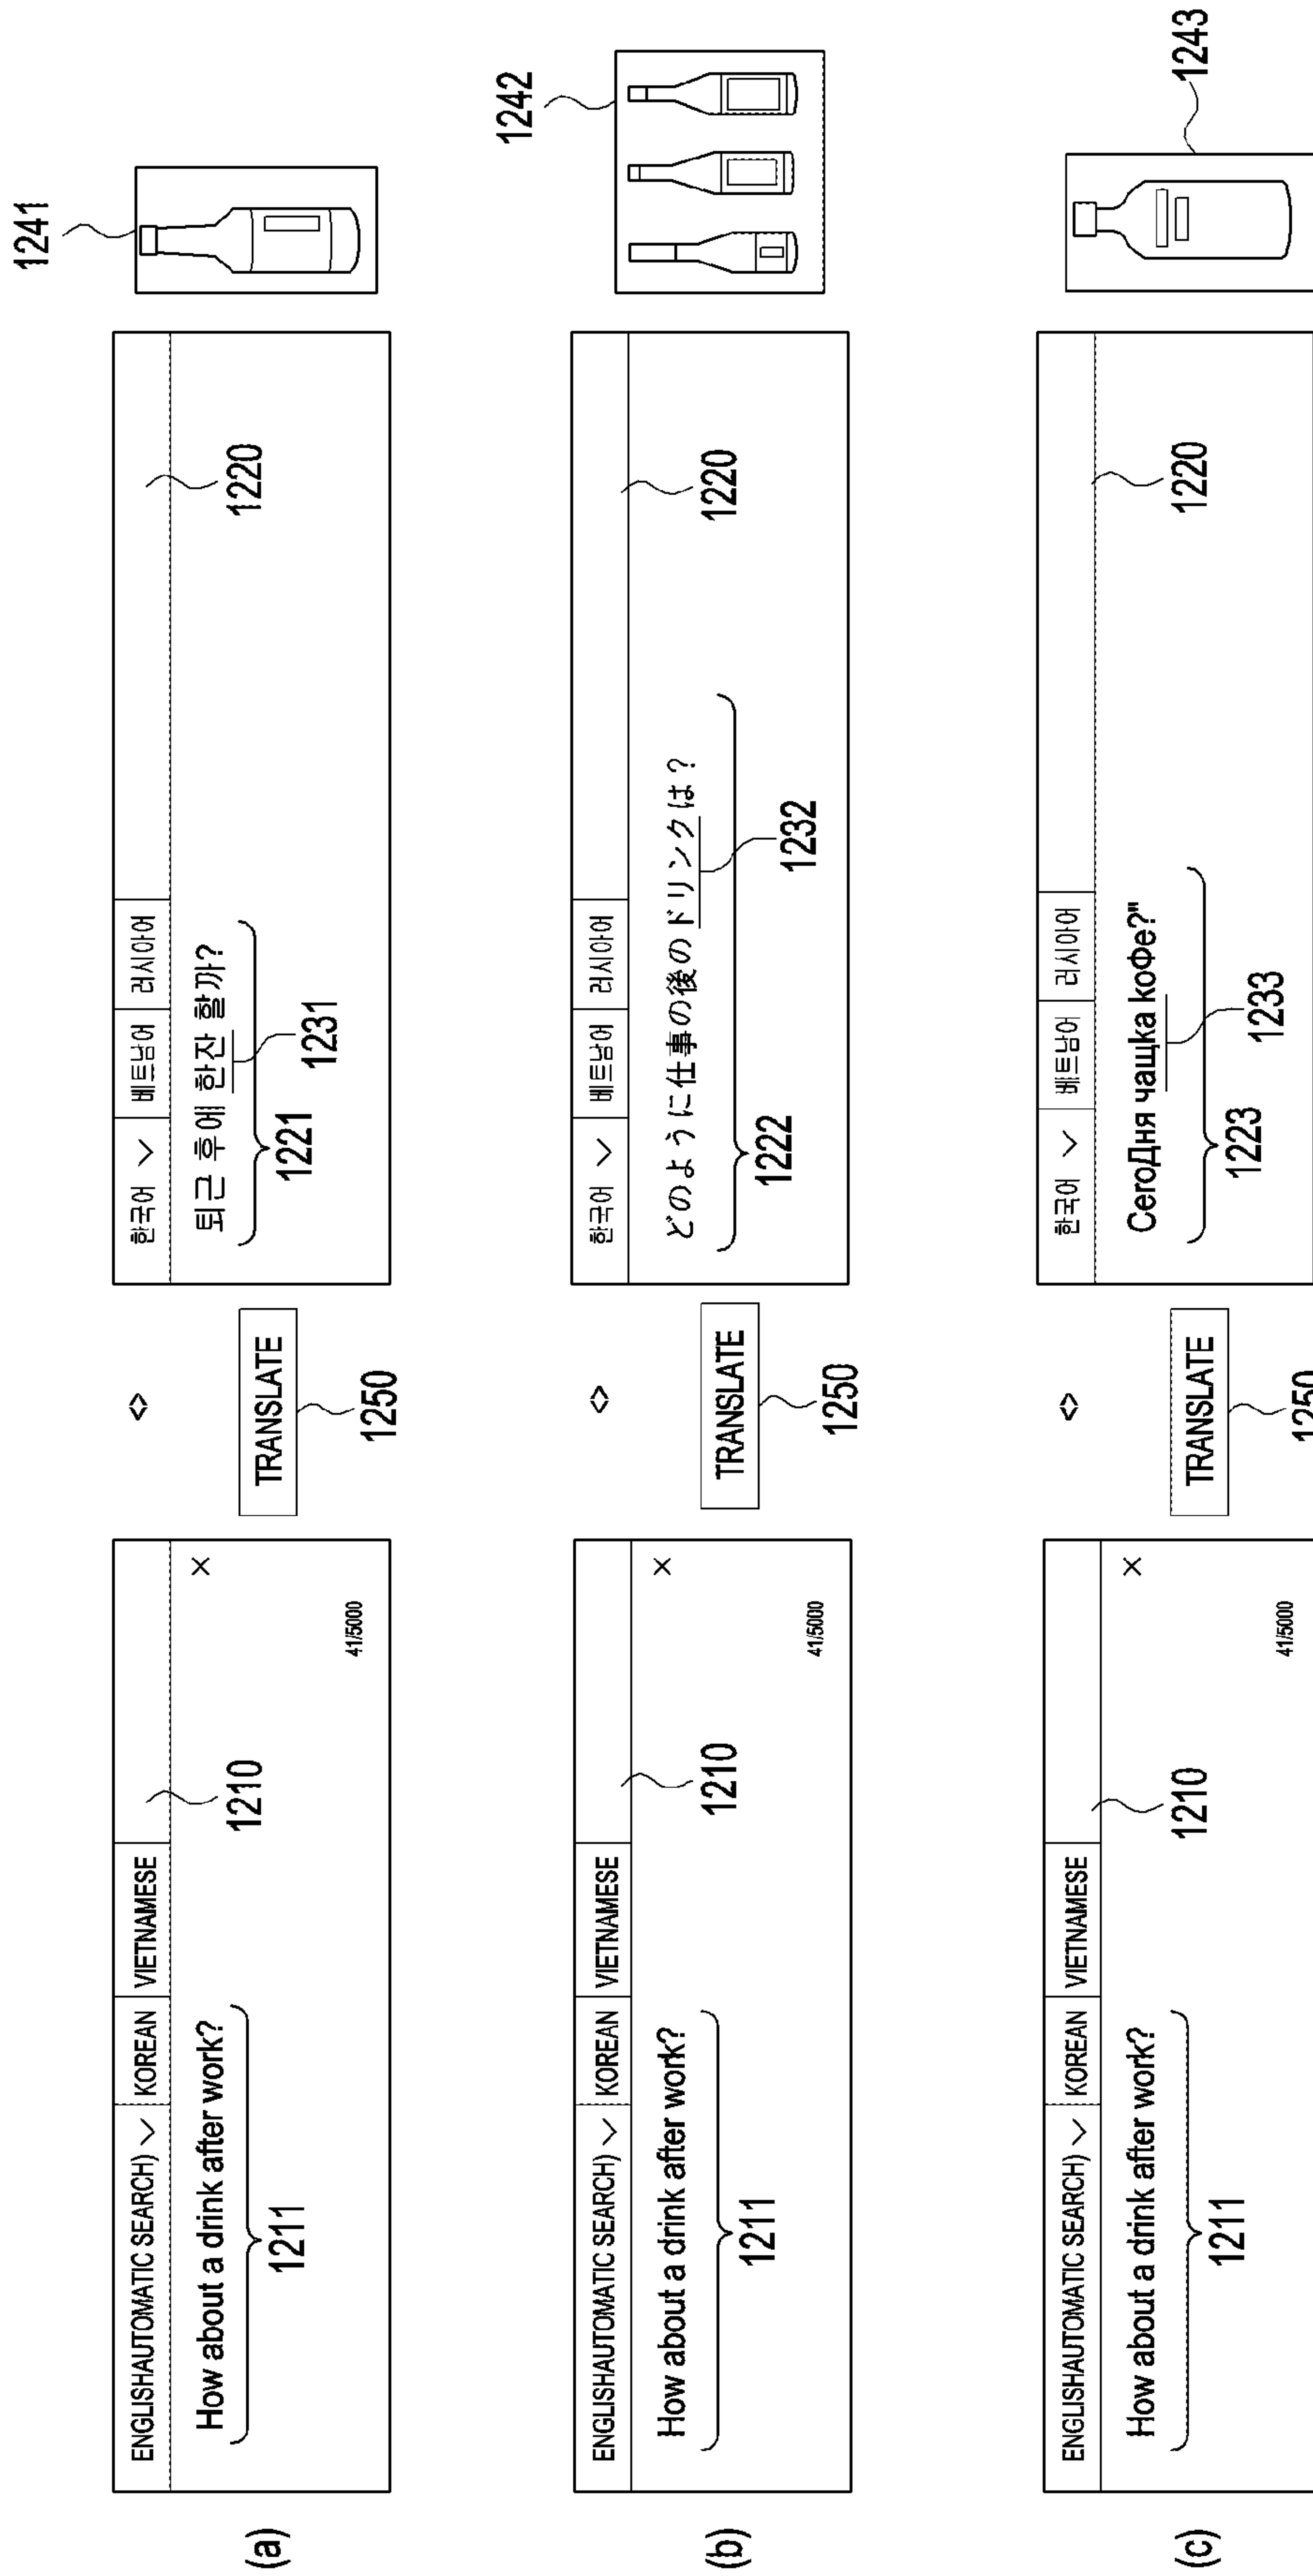 (a)
ENGLISHAUTOMATIC SEARCH) KOREAN VIETNAMESE
1210
How about a drink after work?
1211
×
41/5000
<>
TRANSLATE
1250
한국어 베트남어 러시아어
1220
퇴근 후에 한잔 할까?
1221
1231
1241
(b)
ENGLISHAUTOMATIC SEARCH) KOREAN VIETNAMESE
1210
How about a drink after work?
1211
×
41/5000
<>
TRANSLATE
1250
한국어 베트남어 러시아어
1220
どのように仕事の後のドリンクは?
1222
1232
1242
(c)
ENGLISHAUTOMATIC SEARCH) KOREAN VIETNAMESE
1210
How about a drink after work?
1211
×
41/5000
<>
TRANSLATE
1250
한국어 베트남어 러시아어
1220
СегоДня чащка коФе?"
1223
1233
1243